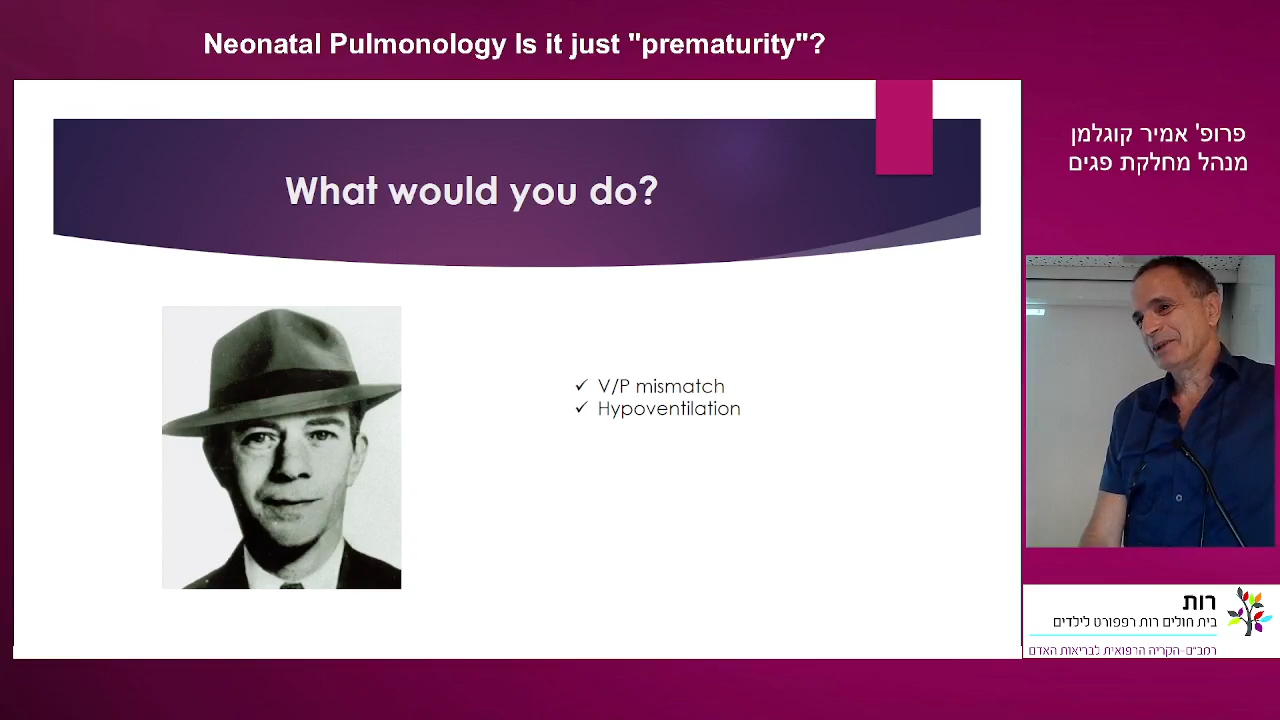 Neonatal Pulmonology Is it just "prematurity"?
What would you do?
✓ V/P mismatch
✓ Hypoventilation
פרופ' אמיר קוגלמן
מנהל מחלקת פגים
רות
בית חולים רות רפפורט לילדים
רמב"ם-הקריה הרפואית לבריאות האדם